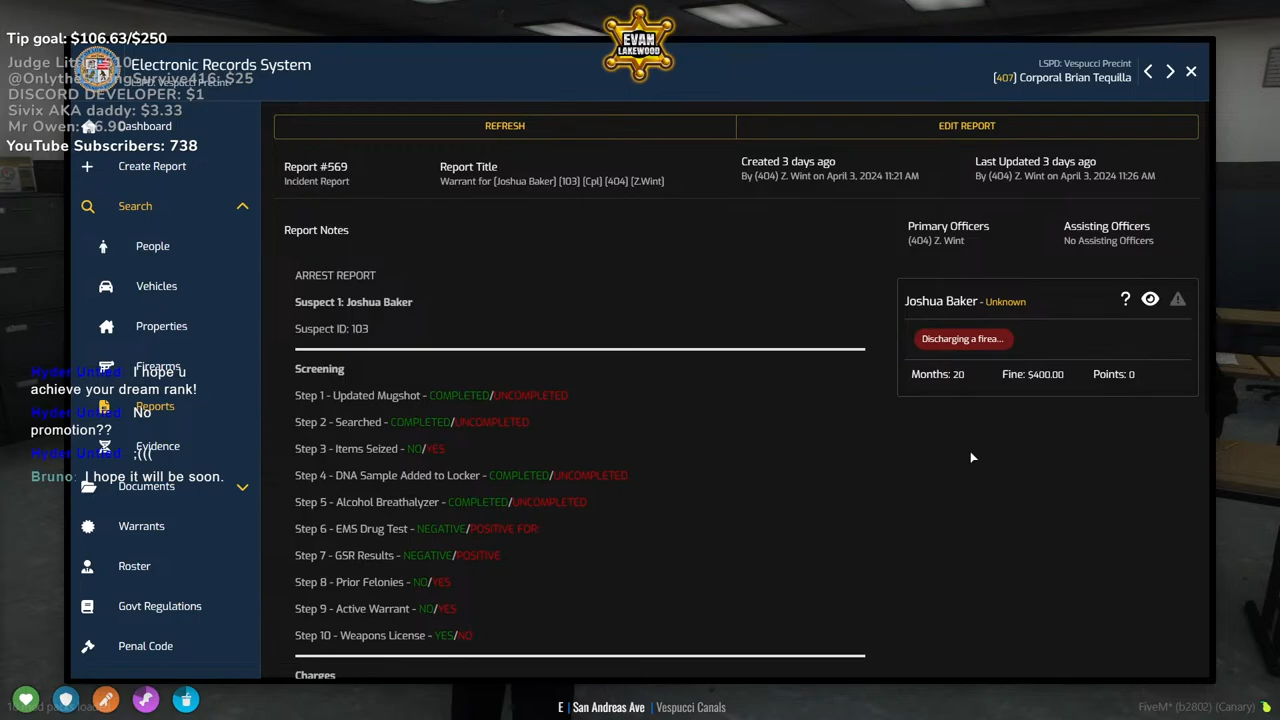 Tip goal: $106.63/$250
@OnlytheStrongSurvive416: $25
DISCORD DEVELOPER: $1
Sivix AKA daddy: $3.33
Mr Owen:
YouTube Subscribers: 738
EVAN
LAKEWOOD
Electronic Records System
LSPD: Vespucci Precint
LSPD: Vespucci Precint
[407] Corporal Brian Tequilla
Dashboard
Create Report
Search
People
Vehicles
Properties
Firearms
Reports
Evidence
Documents
Warrants
Roster
Govt Regulations
Penal Code
Hyder Untied I hope u
achieve your dream rank!
Hyder Untied No
promotion??
Hyder Untied ;(((
Bruno: I hope it will be soon.
REFRESH
EDIT REPORT
Report #569
Incident Report
Report Title
Warrant for [Joshua Baker] [103] [Cpl] [404] [Z.Wint]
Created 3 days ago
By (404) Z. Wint on April 3, 2024 11:21 AM
Last Updated 3 days ago
By (404) Z. Wint on April 3, 2024 11:26 AM
Report Notes
ARREST REPORT
Suspect 1: Joshua Baker
Suspect ID: 103
Screening
Step 1 - Updated Mugshot - COMPLETED/UNCOMPLETED
Step 2 - Searched - COMPLETED/UNCOMPLETED
Step 3 - Items Seized - NO/YES
Step 4 - DNA Sample Added to Locker - COMPLETED/UNCOMPLETED
Step 5 - Alcohol Breathalyzer - COMPLETED/UNCOMPLETED
Step 6 - EMS Drug Test - NEGATIVE/POSITIVE FOR:
Step 7 - GSR Results - NEGATIVE/POSITIVE
Step 8 - Prior Felonies - NO/YES
Step 9 - Active Warrant - NO/YES
Step 10 - Weapons License - YES/NO
Charges
Primary Officers
(404) Z. Wint
Assisting Officers
No Assisting Officers
Joshua Baker - Unknown
Discharging a firea...
Months: 20
Fine: $400.00
Points: 0
E | San Andreas Ave | Vespucci Canals
FiveM* (b2802) (Canary)